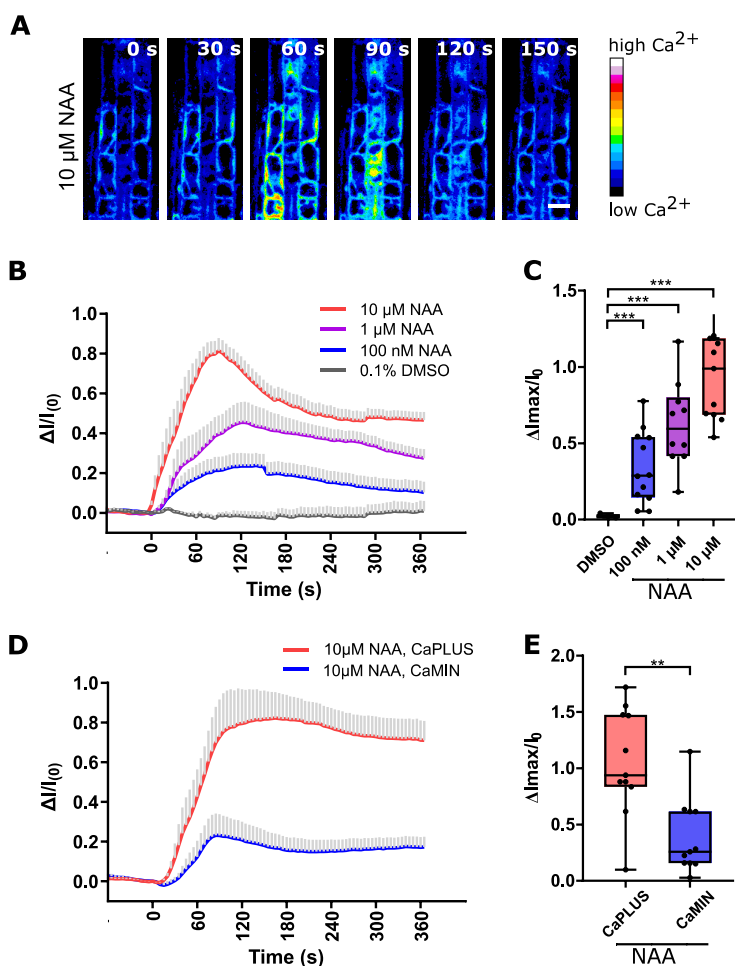 A
0 s 30 s 60 s 90 s 120 s 150 s
10 µM NAA
high Ca2+
low Ca2+
B
10 µM NAA
1 µM NAA
100 nM NAA
0.1% DMSO
ΔI/I(0)
1.0
0.8
0.6
0.4
0.2
0.0
0 60 120 180 240 300 360
Time (s)
C
***
***
***
ΔImax/I0
1.5
1.0
0.5
0.0
DMSO 100 nM 1 µM 10 µM
NAA
D
10µM NAA, CaPLUS
10µM NAA, CaMIN
ΔI/I(0)
1.0
0.8
0.6
0.4
0.2
0.0
0 60 120 180 240 300 360
Time (s)
E
**
ΔImax/I0
2.0
1.5
1.0
0.5
0.0
CaPLUS CaMIN
NAA